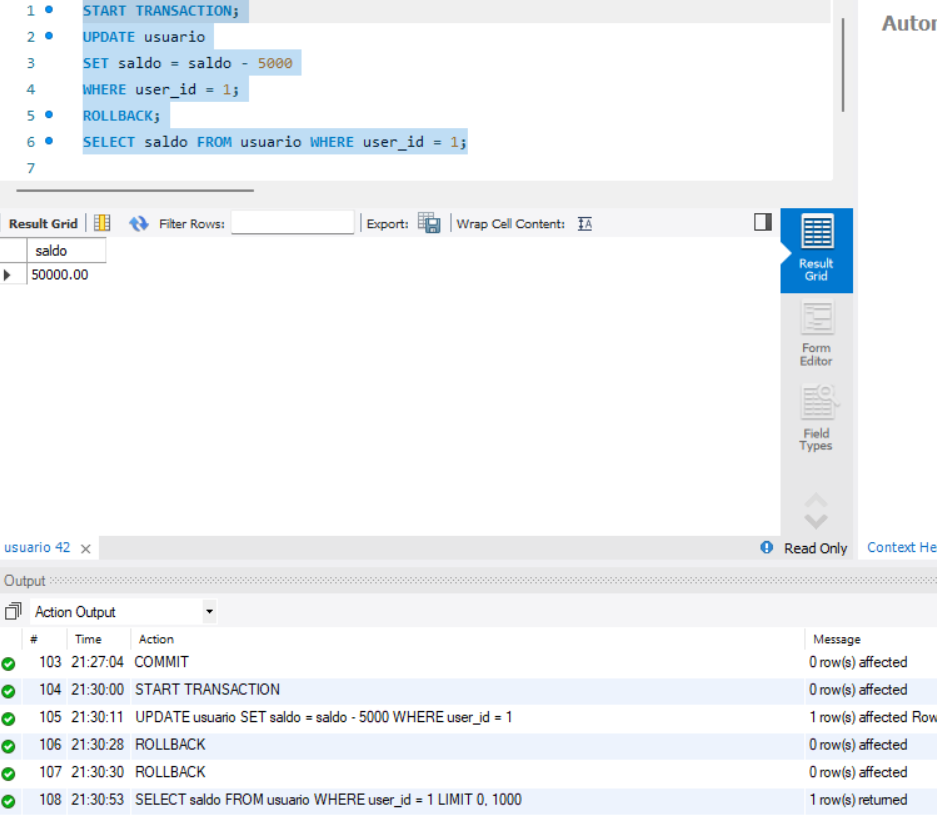 1 START TRANSACTION;
2 UPDATE usuario
3 SET saldo = saldo - 5000
4 WHERE user_id = 1;
5 ROLLBACK;
6 SELECT saldo FROM usuario WHERE user_id = 1;
7
Autor
Result Grid Filter Rows: Export: Wrap Cell Content:
saldo
50000.00
Result
Grid
Form
Editor
Field
Types
usuario 42 Read Only Context He
Output
Action Output
# Time Action Message
103 21:27:04 COMMIT 0 row(s) affected
104 21:30:00 START TRANSACTION 0 row(s) affected
105 21:30:11 UPDATE usuario SET saldo = saldo - 5000 WHERE user_id = 1 1 row(s) affected Row
106 21:30:28 ROLLBACK 0 row(s) affected
107 21:30:30 ROLLBACK 0 row(s) affected
108 21:30:53 SELECT saldo FROM usuario WHERE user_id = 1 LIMIT 0, 1000 1 row(s) returned